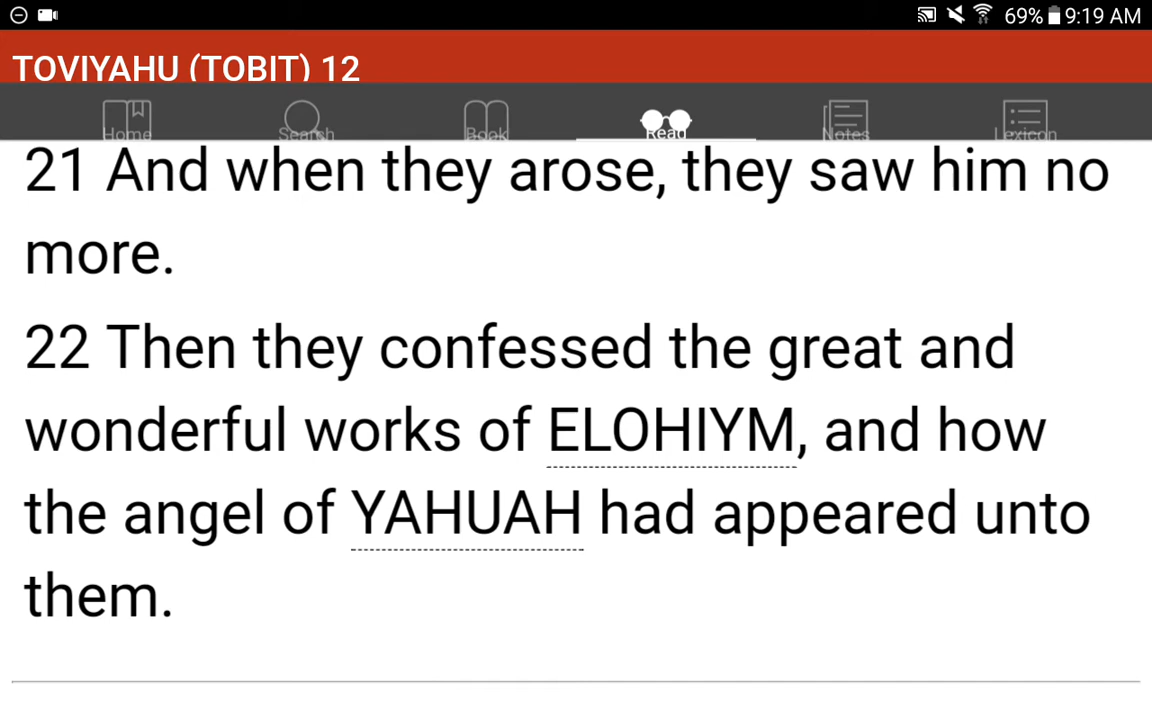 69% 9:19 AM
TOVIYAHU (TOBIT) 12
Home Search Book Read Notes Lexicon
21 And when they arose, they saw him no
more.
22 Then they confessed the great and
wonderful works of ELOHIYM, and how
the angel of YAHUAH had appeared unto
them.